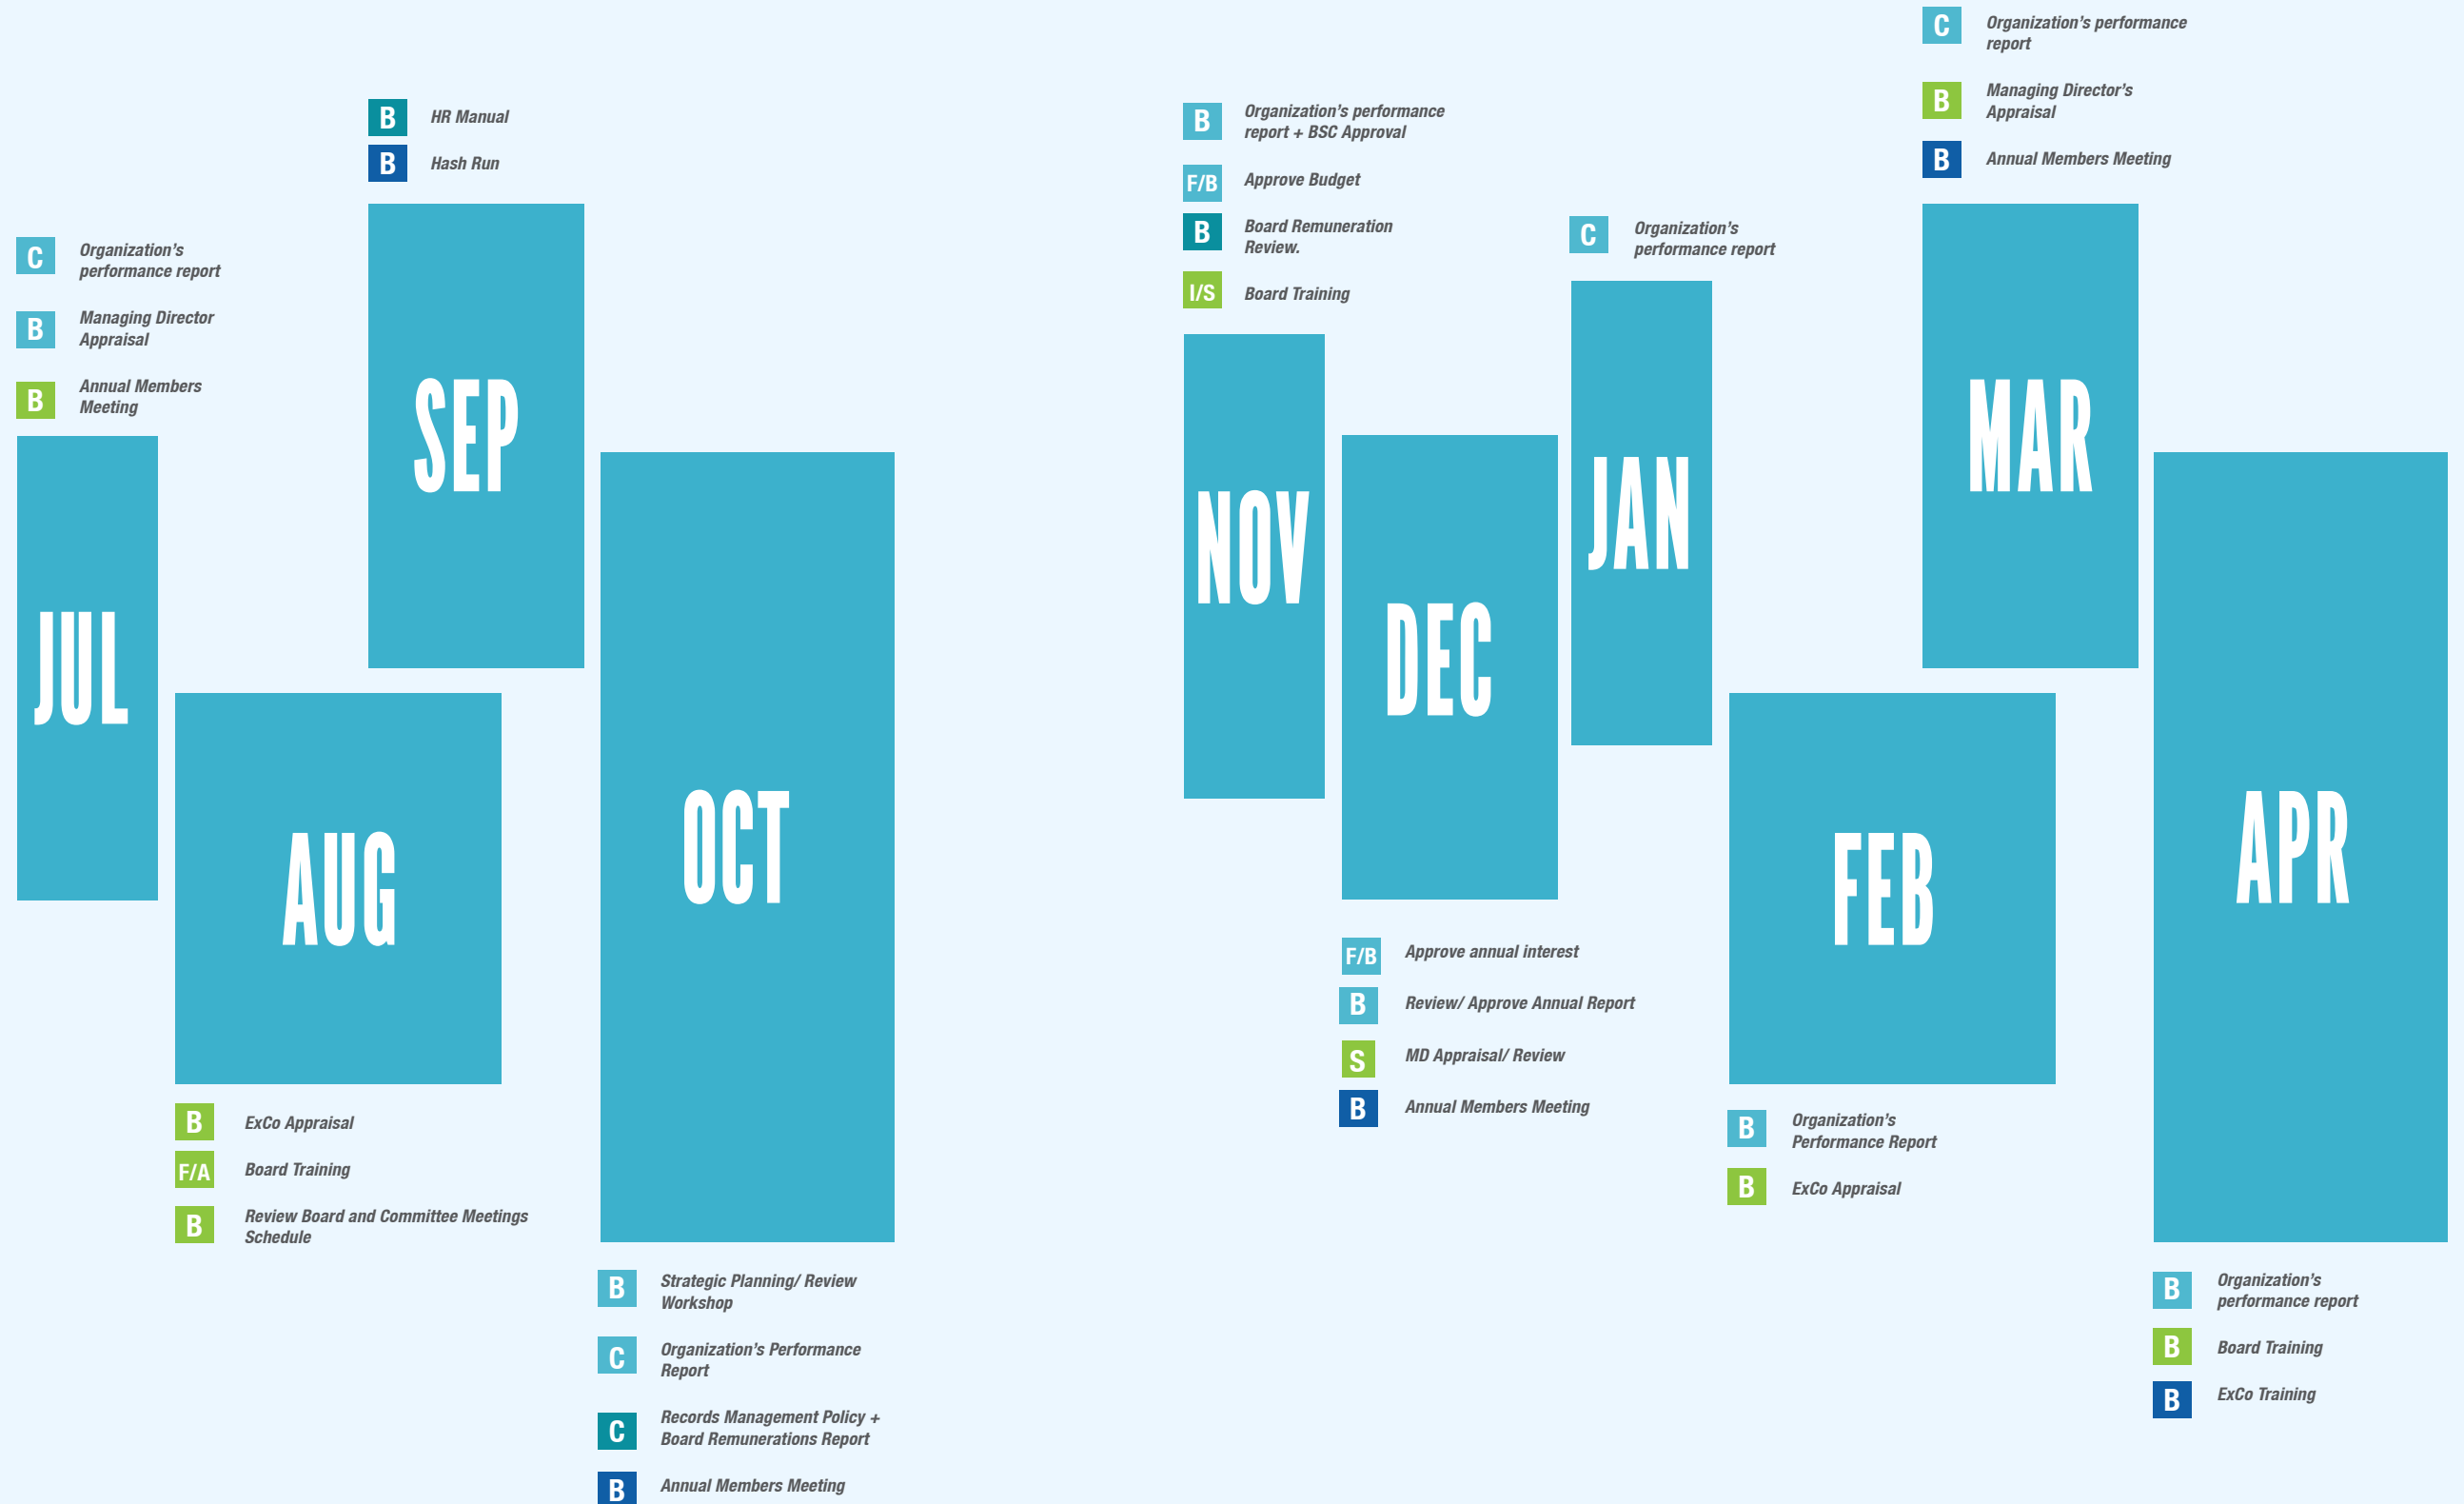 C Organization’s
performance report
B Managing Director
Appraisal
B Annual Members
Meeting
JUL
AUG
B ExCo Appraisal
F/A Board Training
B Review Board and Committee Meetings
Schedule
B HR Manual
B Hash Run
SEP
OCT
B Strategic Planning/ Review
Workshop
C Organization’s Performance
Report
C Records Management Policy +
Board Remunerations Report
B Annual Members Meeting
B Organization’s performance
report + BSC Approval
F/B Approve Budget
B Board Remuneration
Review.
I/S Board Training
NOV
DEC
F/B Approve annual interest
B Review/ Approve Annual Report
S MD Appraisal/ Review
B Annual Members Meeting
C Organization’s
performance report
JAN
FEB
B Organization’s
Performance Report
B ExCo Appraisal
C Organization’s performance
report
B Managing Director’s
Appraisal
B Annual Members Meeting
MAR
APR
B Organization’s
performance report
B Board Training
B ExCo Training